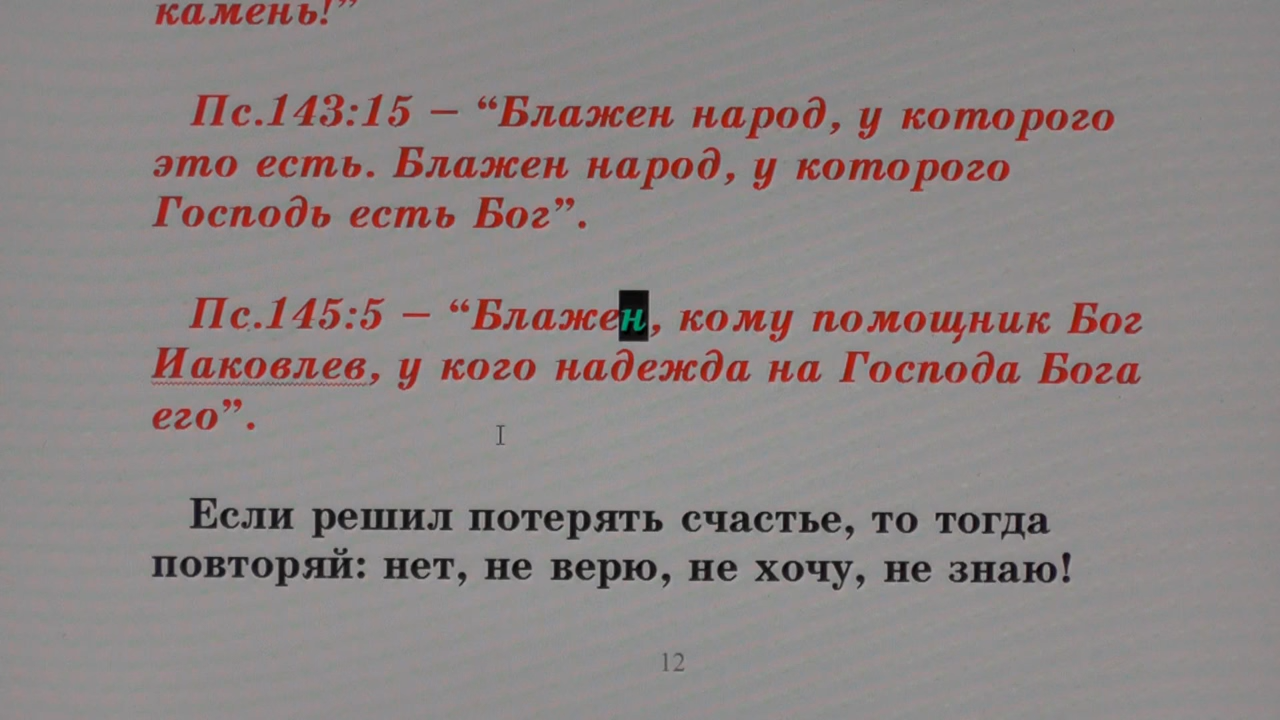 камень!”
Пс.143:15 – “Блажен народ, у которого
это есть. Блажен народ, у которого
Господь есть Бог”.
Пс.145:5 – “Блажен, кому помощник Бог
Иаковлев, у кого надежда на Господа Бога
его”.
Если решил потерять счастье, то тогда
повторяй: нет, не верю, не хочу, не знаю!
12